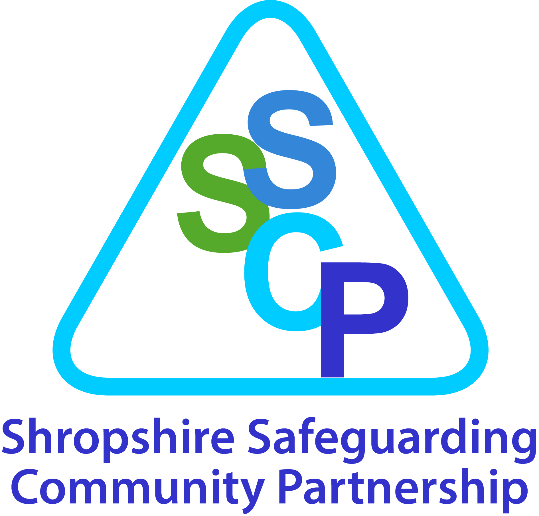 SSCP
Shropshire Safeguarding
Community Partnership